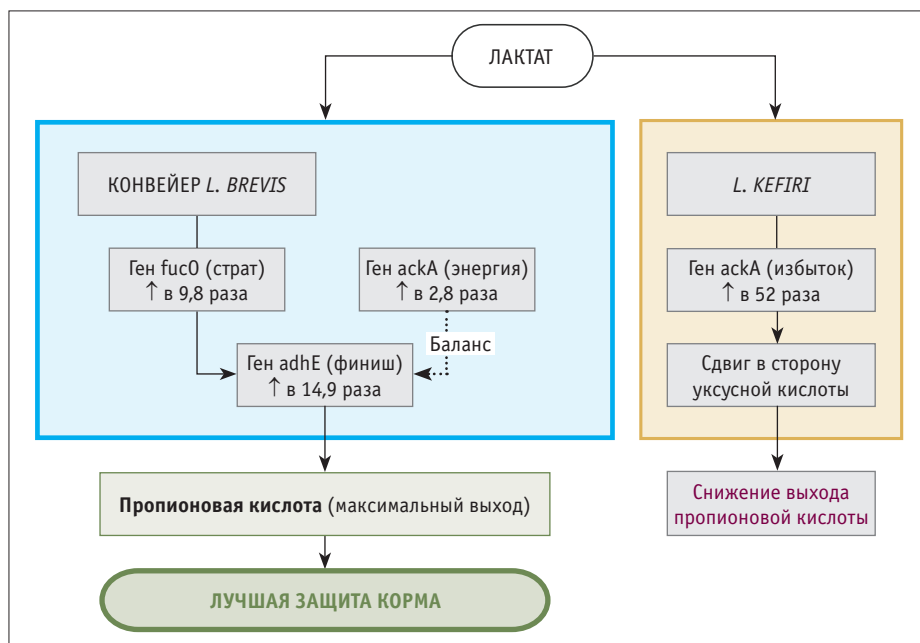 ЛАКТАТ
КОНВЕЙЕР L. BREVIS
Ген fucO (страт)
↑ в 9,8 раза
Ген ackA (энергия)
↑ в 2,8 раза
Баланс
Ген adhE (финиш)
↑ в 14,9 раза
Пропионовая кислота (максимальный выход)
ЛУЧШАЯ ЗАЩИТА КОРМА
L. KEFIRI
Ген ackA (избыток)
↑ в 52 раза
Сдвиг в сторону
уксусной кислоты
Снижение выхода
пропионовой кислоты